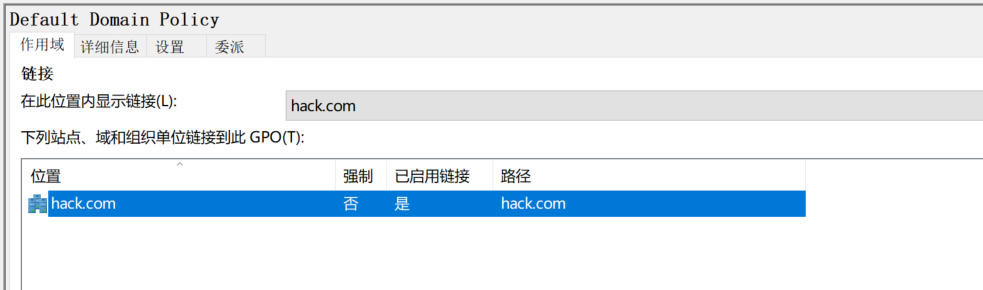 Default Domain Policy
作用域 详细信息 设置 委派
链接
在此位置内显示链接(L): hack.com
下列站点、域和组织单位链接到此 GPO(T):
位置 强制 已启用链接 路径
hack.com 否 是 hack.com